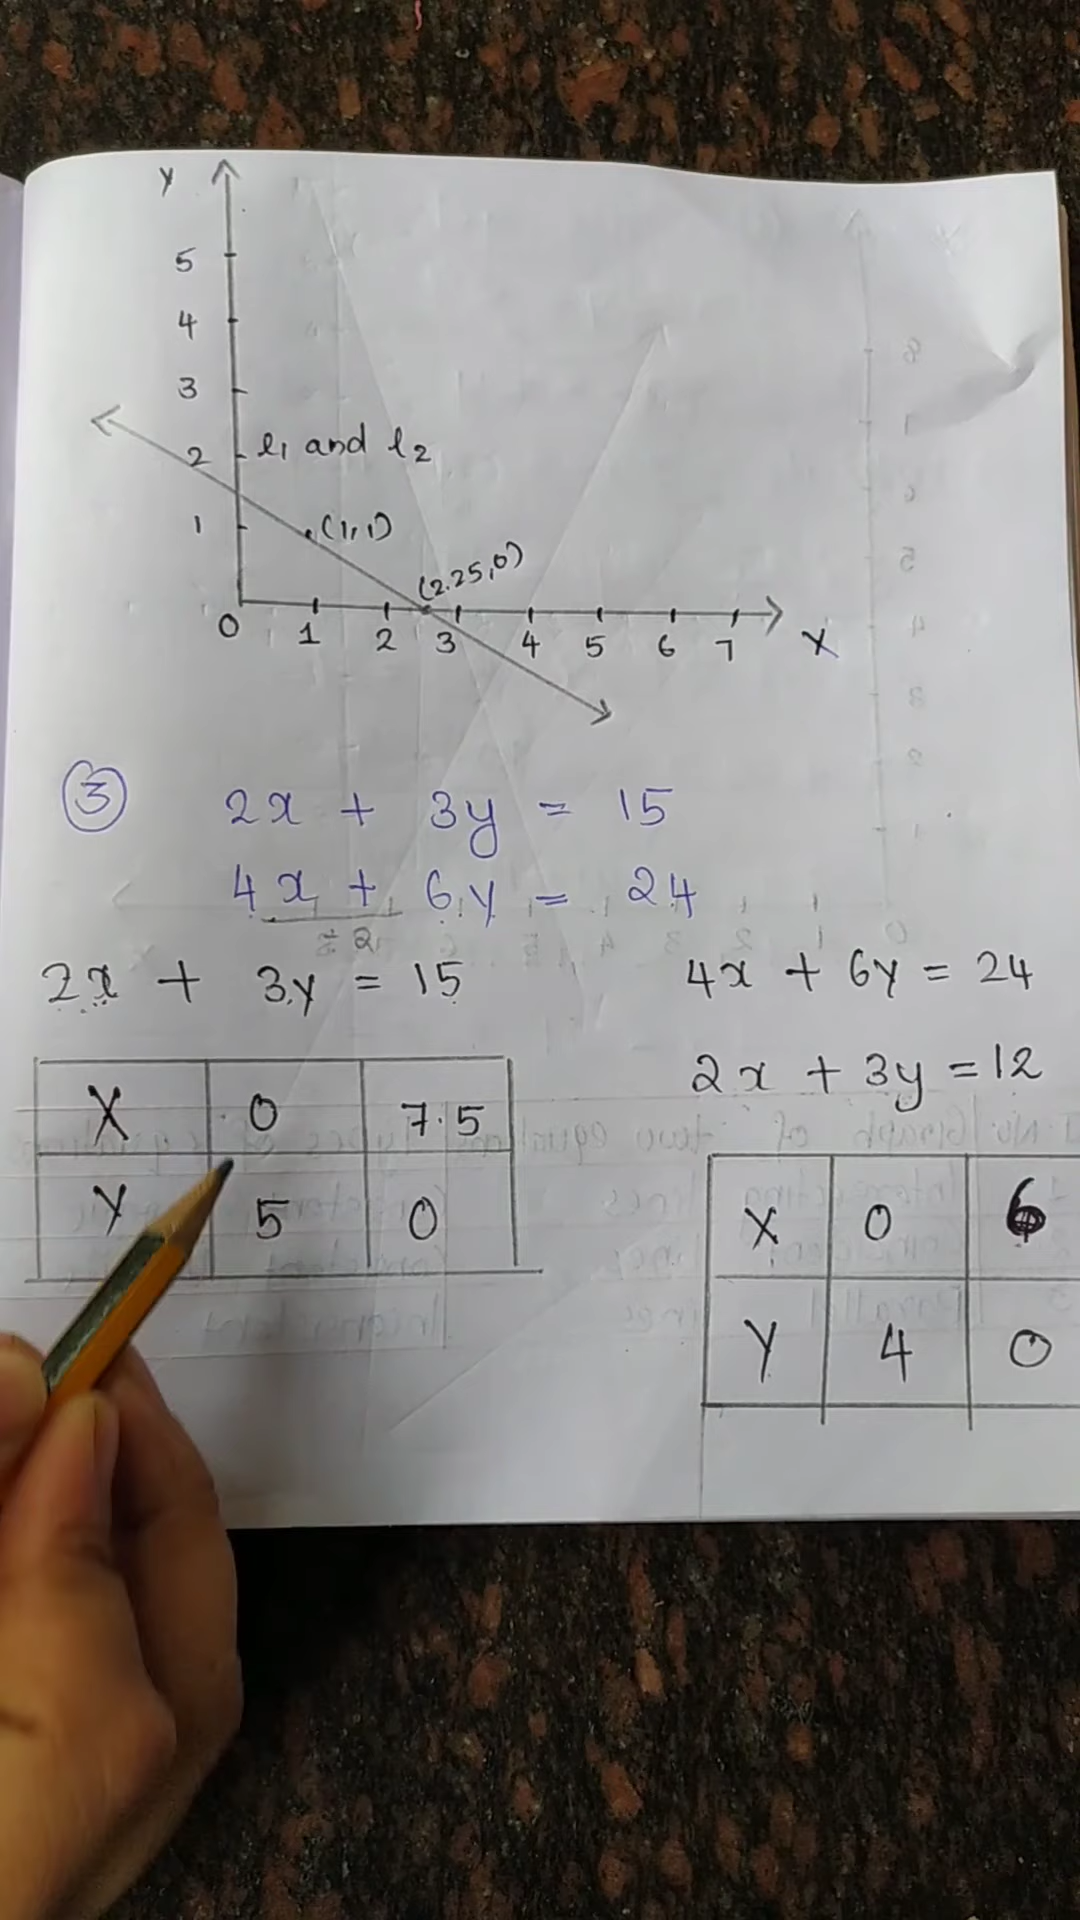 Y
5
4
3
2 l₁ and l₂
1 (1,1)
(2.25,0)
0 1 2 3 4 5 6 7 X
③ 2x + 3y = 15
4x + 6y = 24
÷ 2
2x + 3y = 15 4x + 6y = 24
2x + 3y = 12
X 0 7.5
Y 5 0
X 0 6
Y 4 0